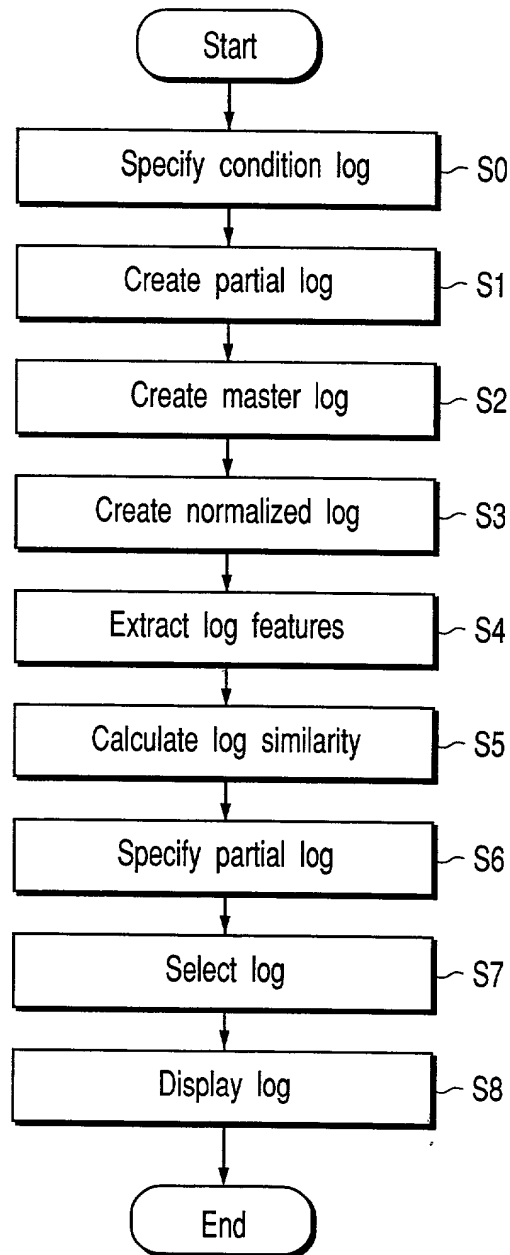 Start
Specify condition log S0
Create partial log S1
Create master log S2
Create normalized log S3
Extract log features S4
Calculate log similarity S5
Specify partial log S6
Select log S7
Display log S8
End